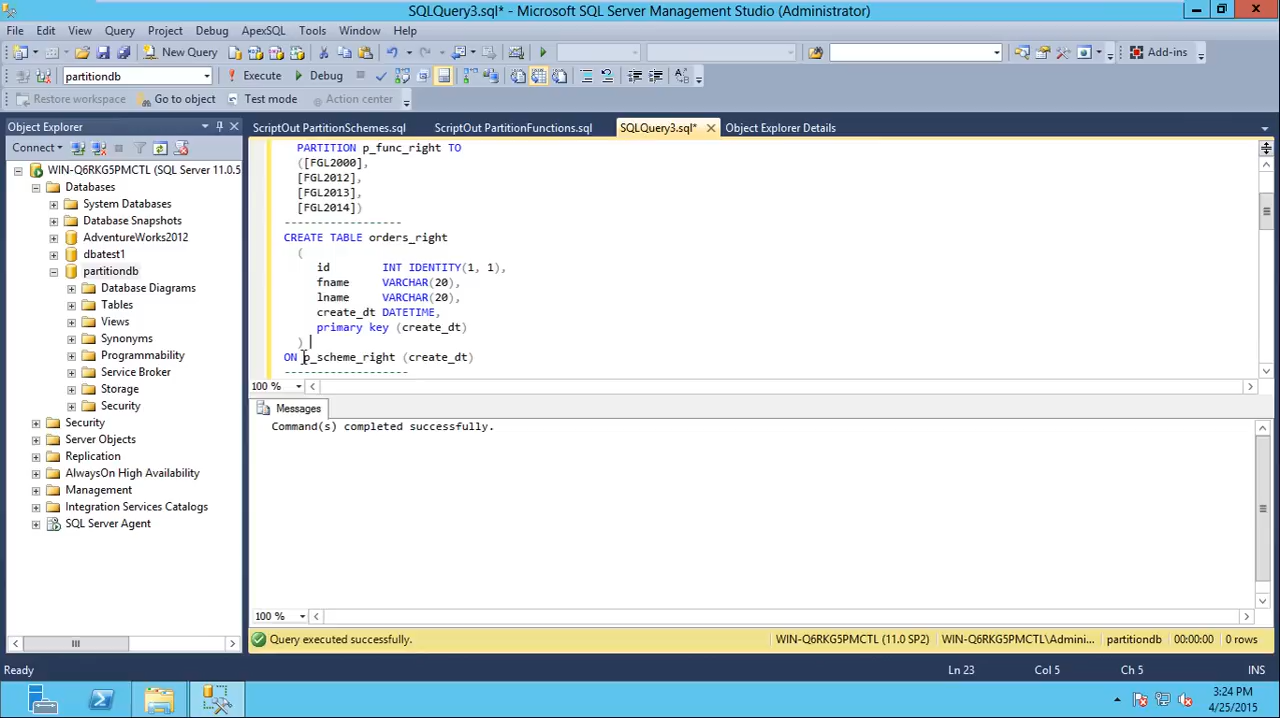 SQLQuery3.sql* - Microsoft SQL Server Management Studio (Administrator)
File Edit View Query Project Debug ApexSQL Tools Window Help
New Query Add-ins
partitiondb Execute Debug
Restore workspace Go to object Test mode Action center
Object Explorer
Connect
WIN-Q6RKG5PMCTL (SQL Server 11.0.5
Databases
System Databases
Database Snapshots
AdventureWorks2012
dbatest1
partitiondb
Database Diagrams
Tables
Views
Synonyms
Programmability
Service Broker
Storage
Security
Security
Server Objects
Replication
AlwaysOn High Availability
Management
Integration Services Catalogs
SQL Server Agent
ScriptOut PartitionSchemes.sql ScriptOut PartitionFunctions.sql SQLQuery3.sql* Object Explorer Details
PARTITION p_func_right TO
([FGL2000],
[FGL2012],
[FGL2013],
[FGL2014])
------------------
CREATE TABLE orders_right
(
id INT IDENTITY(1, 1),
fname VARCHAR(20),
lname VARCHAR(20),
create_dt DATETIME,
primary key (create_dt)
)
ON p_scheme_right (create_dt)
-------------------
100 %
Messages
Command(s) completed successfully.
100 %
Query executed successfully. WIN-Q6RKG5PMCTL (11.0 SP2) WIN-Q6RKG5PMCTL\Admini... partitiondb 00:00:00 0 rows
Ready Ln 23 Col 5 Ch 5 INS
3:24 PM
4/25/2015